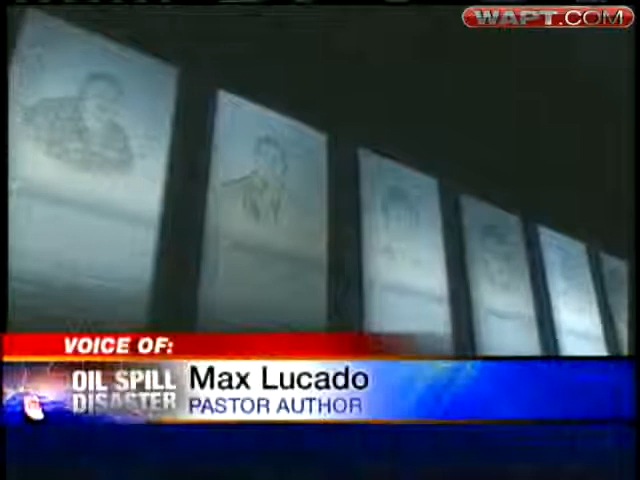 WAPT.COM
VOICE OF:
OIL SPILL
DISASTER
Max Lucado
PASTOR AUTHOR